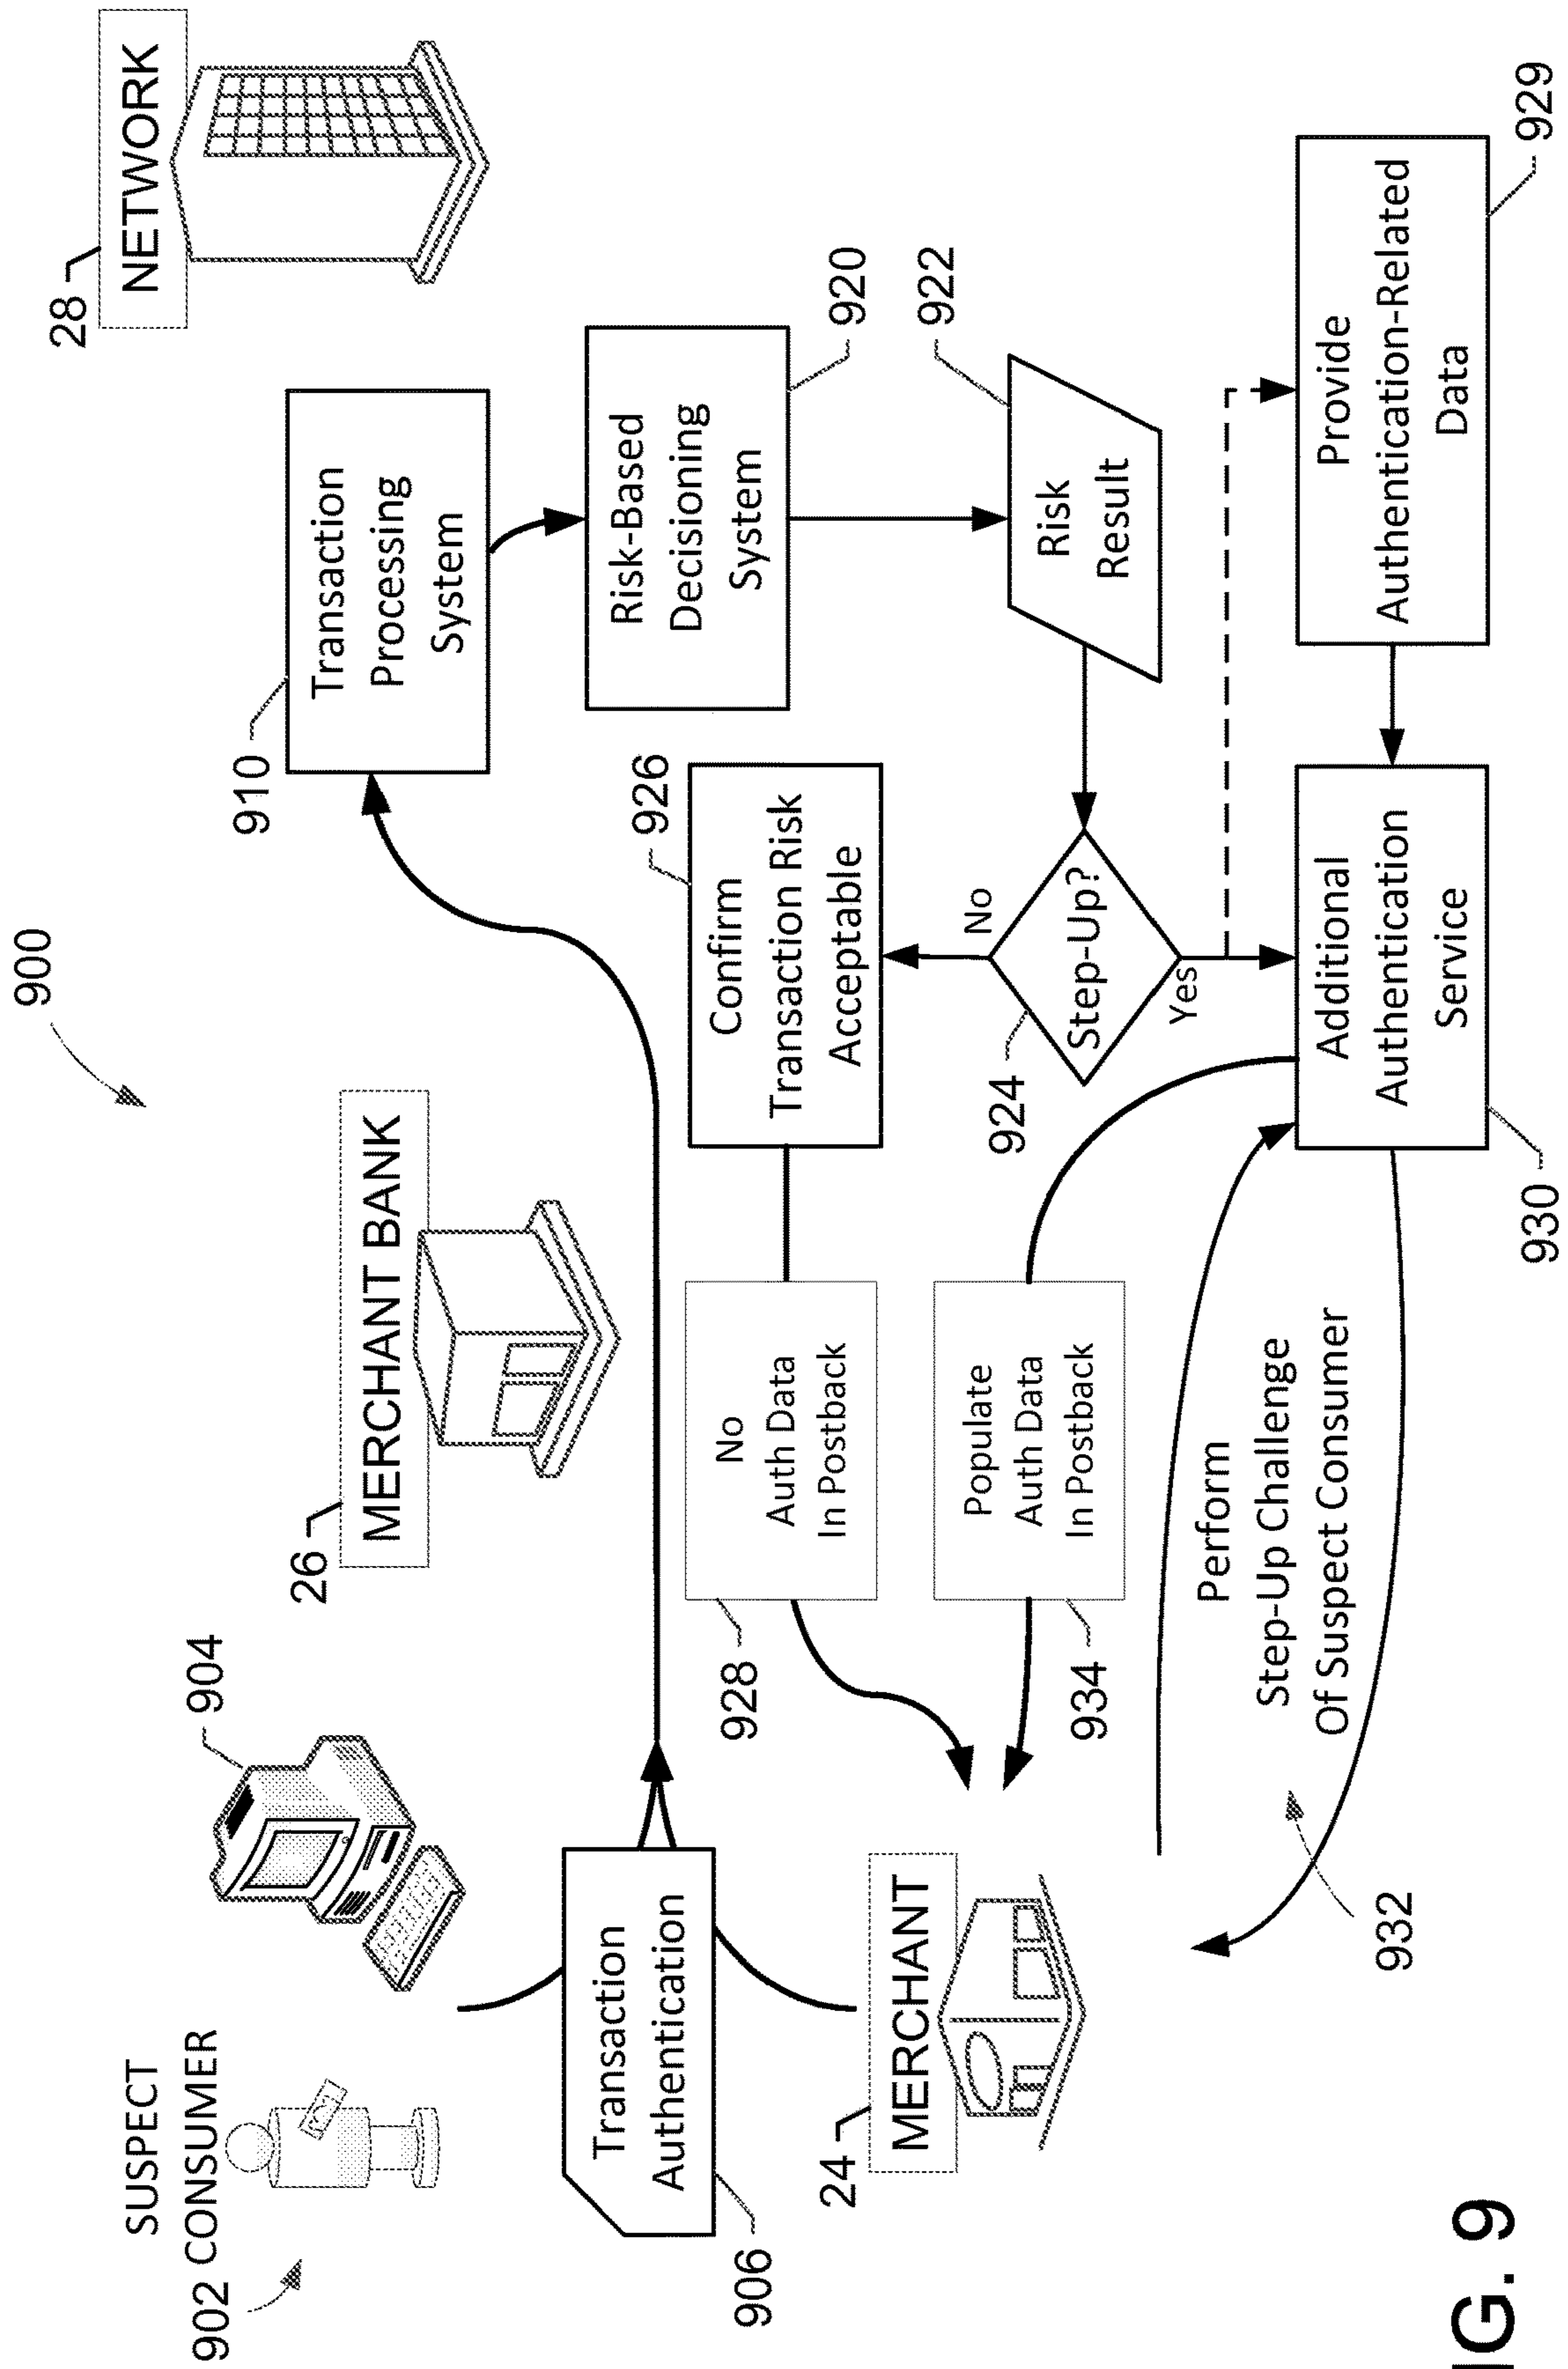 900
SUSPECT
902 CONSUMER
904
26
MERCHANT BANK
28
NETWORK
Transaction
Authentication
906
910
Transaction
Processing
System
Risk-Based
Decisioning
System
920
24
MERCHANT
928
No
Auth Data
In Postback
926
Confirm
Transaction Risk
Acceptable
922
Risk
Result
934
Populate
Auth Data
In Postback
924
No
Step-Up?
Yes
Perform
Step-Up Challenge
Of Suspect Consumer
932
Additional
Authentication
Service
930
Provide
Authentication-Related
Data
929
IG. 9